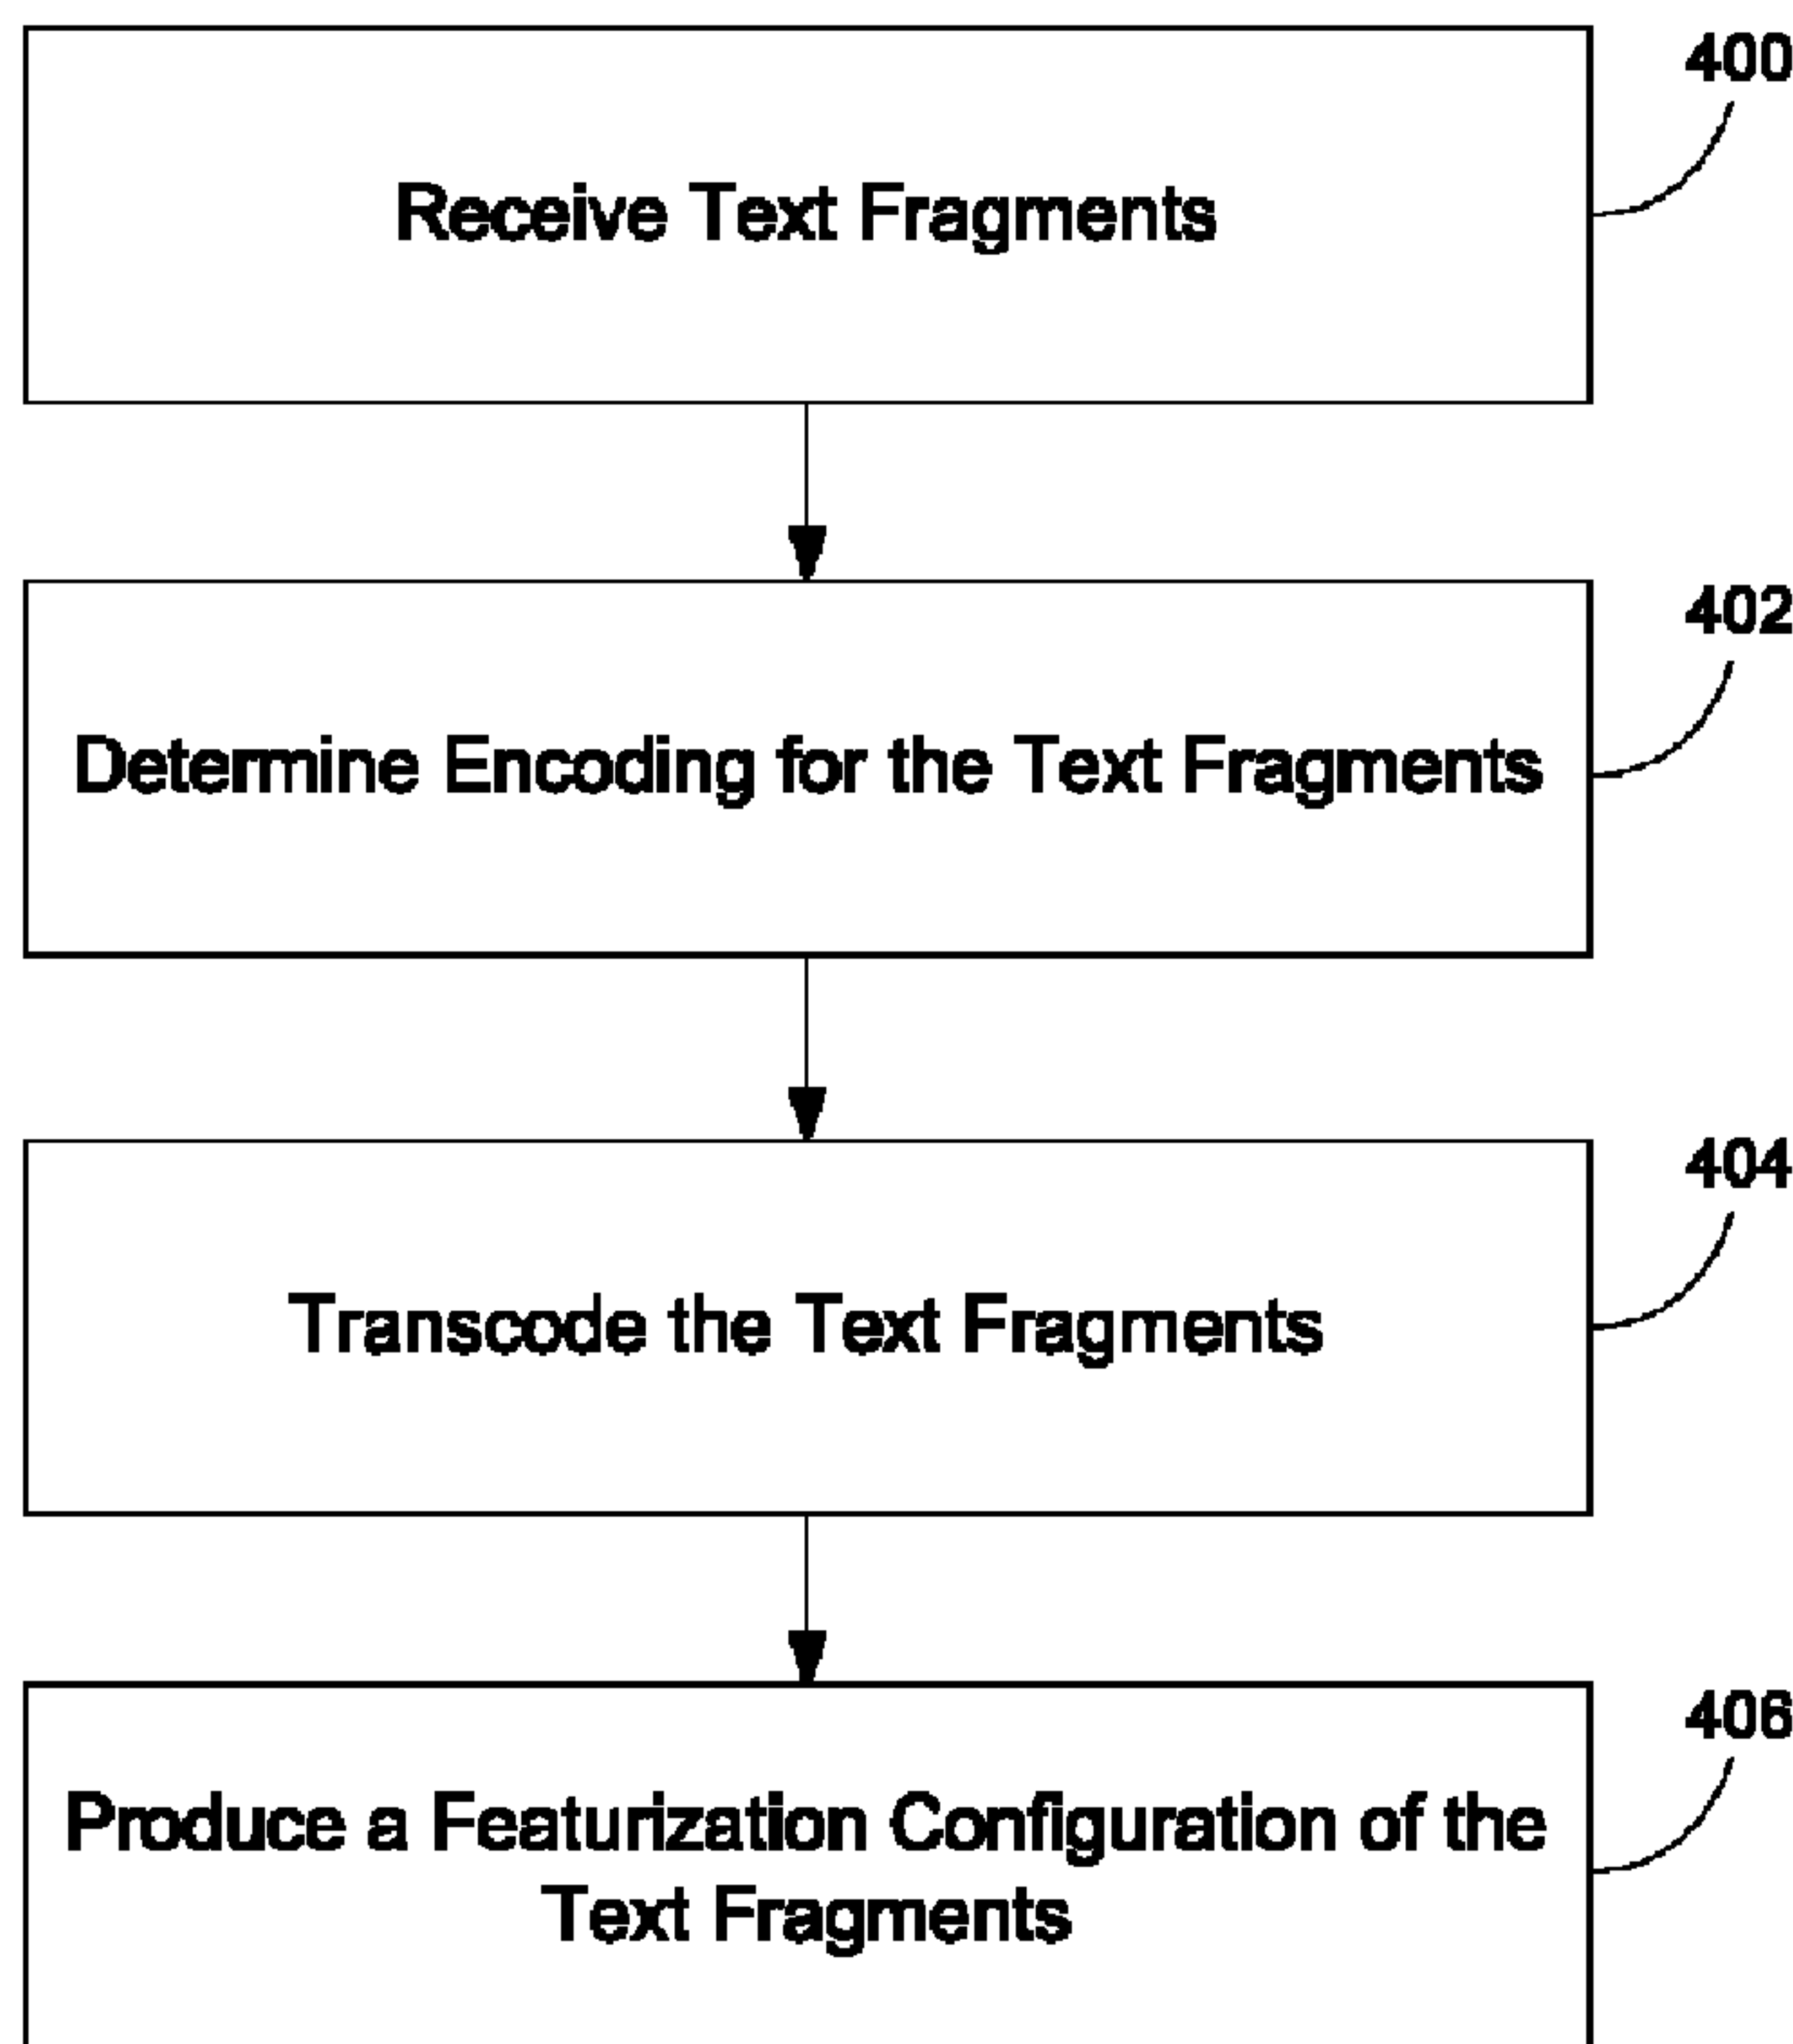 400
Receive Text Fragments
402
Determine Encoding for the Text Fragments
404
Transcode the Text Fragments
406
Produce a Featurization Configuration of the
Text Fragments